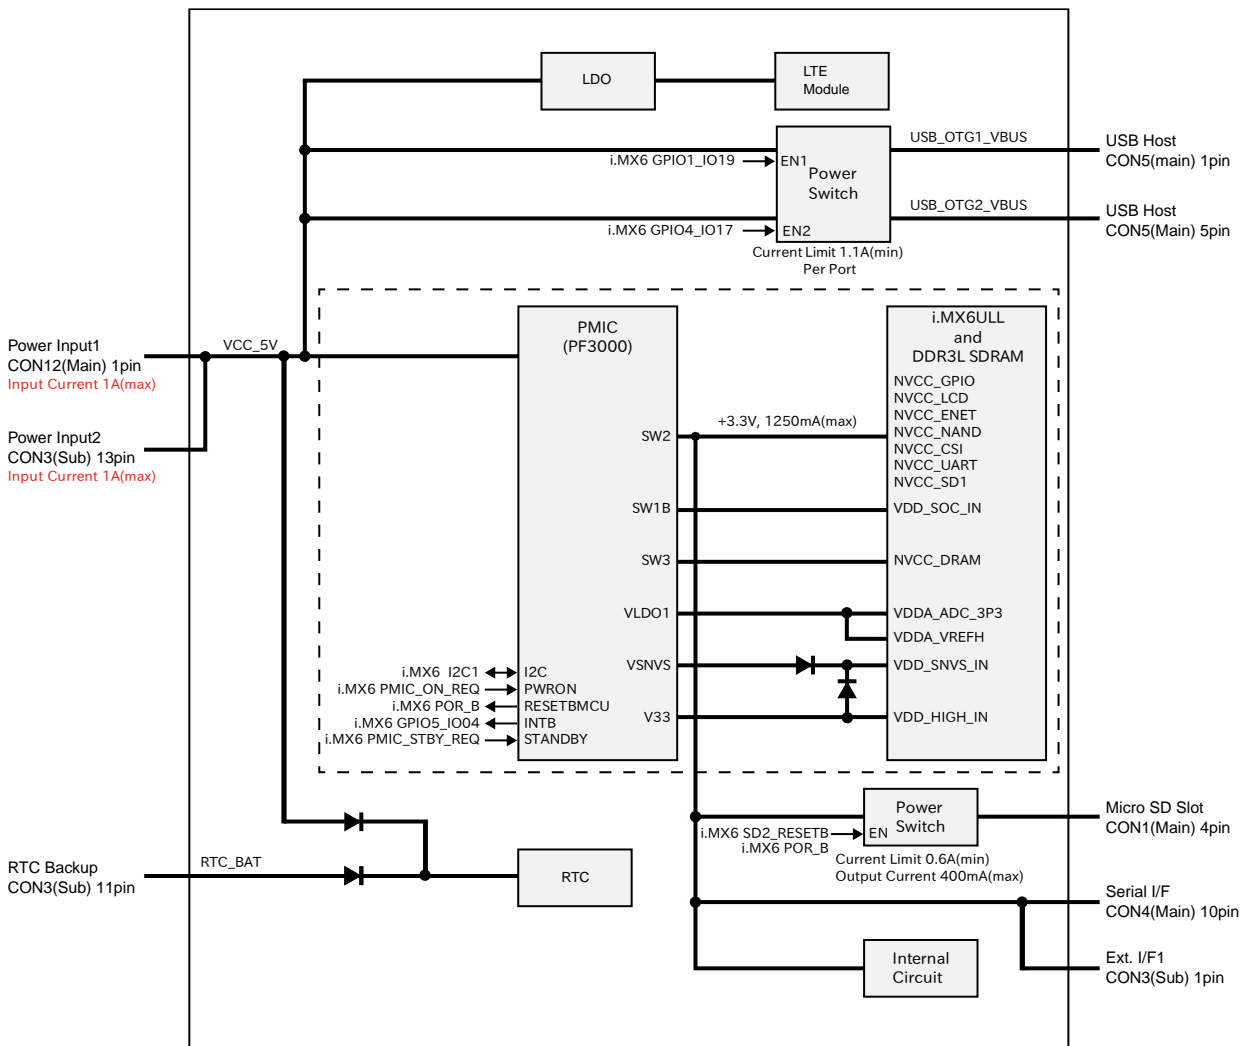 LDO
LTE
Module
USB_OTG1_VBUS
USB Host
CON5(main) 1pin
i.MX6 GPIO1_IO19
EN1
Power
Switch
USB_OTG2_VBUS
USB Host
CON5(Main) 5pin
i.MX6 GPIO4_IO17
EN2
Current Limit 1.1A(min)
Per Port
Power Input1
CON12(Main) 1pin
Input Current 1A(max)
VCC_5V
Power Input2
CON3(Sub) 13pin
Input Current 1A(max)
PMIC
(PF3000)
i.MX6ULL
and
DDR3L SDRAM
NVCC_GPIO
NVCC_LCD
NVCC_ENET
NVCC_NAND
NVCC_CSI
NVCC_UART
NVCC_SD1
SW2
+3.3V, 1250mA(max)
SW1B
VDD_SOC_IN
SW3
NVCC_DRAM
VLDO1
VDDA_ADC_3P3
VDDA_VREFH
VSNVS
VDD_SNVS_IN
V33
VDD_HIGH_IN
i.MX6 I2C1
I2C
i.MX6 PMIC_ON_REQ
PWRON
i.MX6 POR_B
RESETBMCU
i.MX6 GPIO5_IO04
INTB
i.MX6 PMIC_STBY_REQ
STANDBY
Power
Switch
i.MX6 SD2_RESETB
EN
i.MX6 POR_B
Current Limit 0.6A(min)
Output Current 400mA(max)
Micro SD Slot
CON1(Main) 4pin
RTC Backup
CON3(Sub) 11pin
RTC_BAT
RTC
Serial I/F
CON4(Main) 10pin
Internal
Circuit
Ext. I/F1
CON3(Sub) 1pin